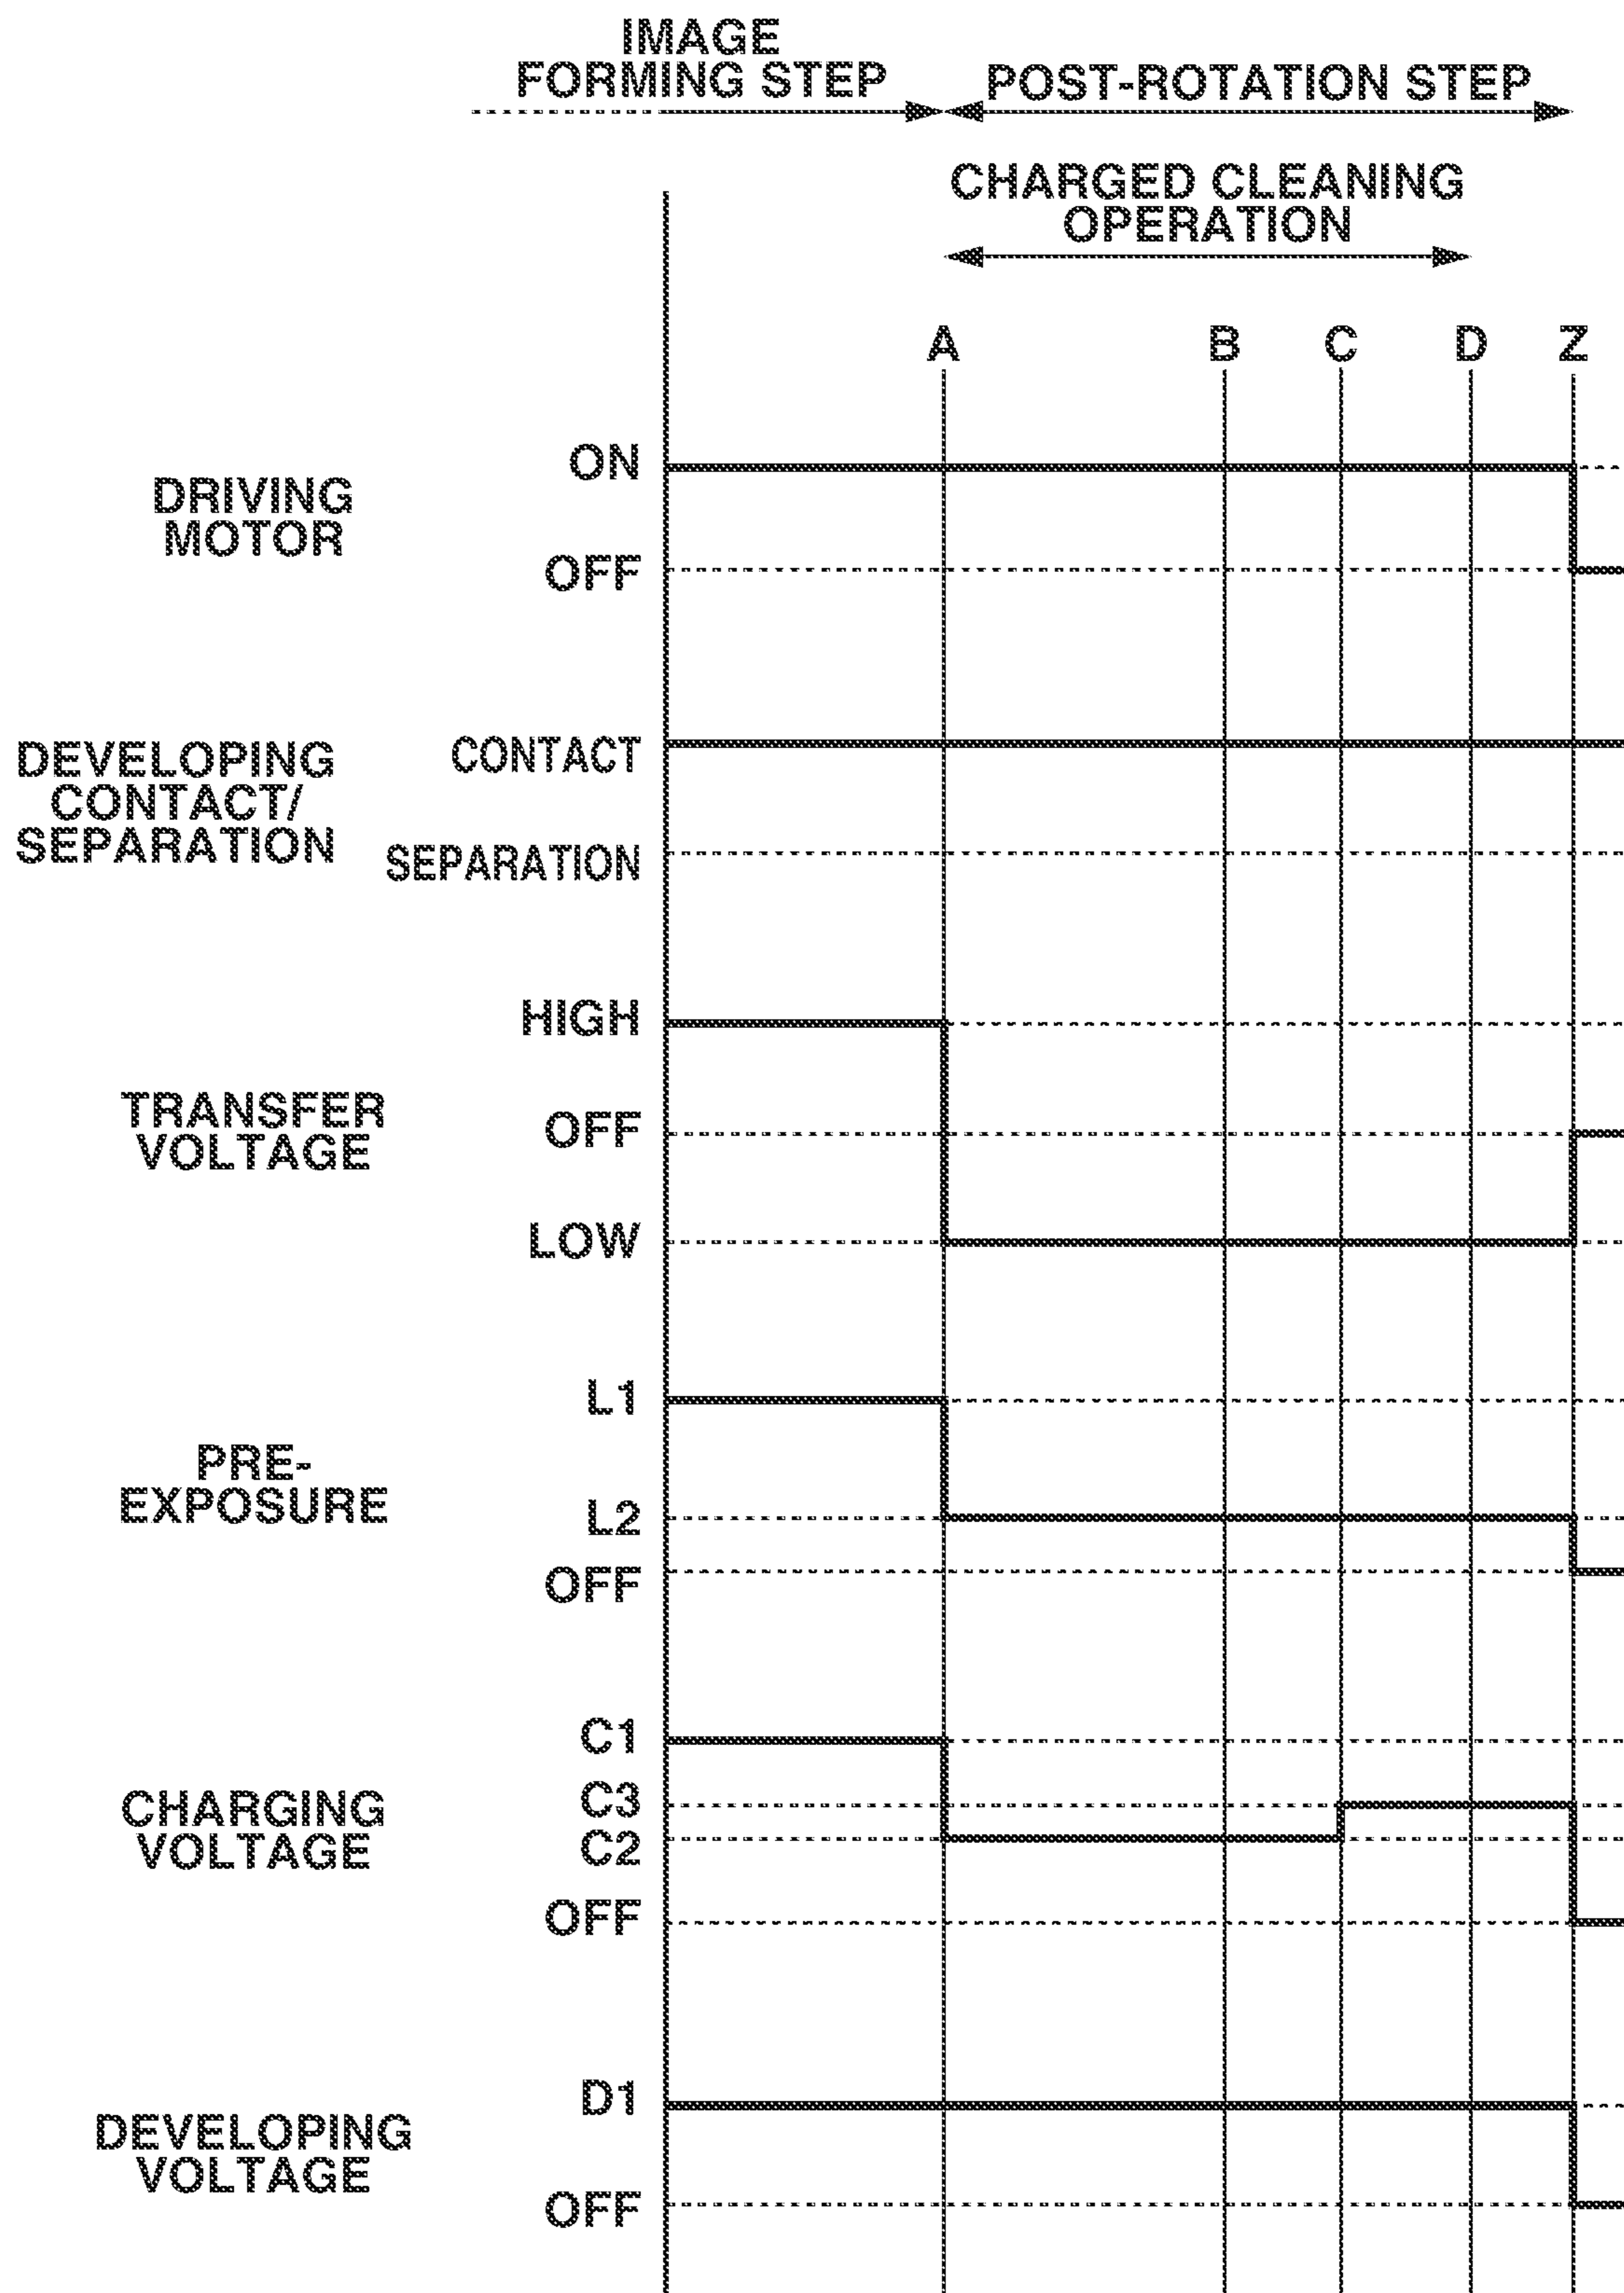 IMAGE
FORMING STEP
POST-ROTATION STEP
CHARGED CLEANING
OPERATION
A B C D Z
DRIVING
MOTOR
ON
OFF
DEVELOPING
CONTACT/
SEPARATION
CONTACT
SEPARATION
TRANSFER
VOLTAGE
HIGH
OFF
LOW
PRE-
EXPOSURE
L1
L2
OFF
CHARGING
VOLTAGE
C1
C3
C2
OFF
DEVELOPING
VOLTAGE
D1
OFF